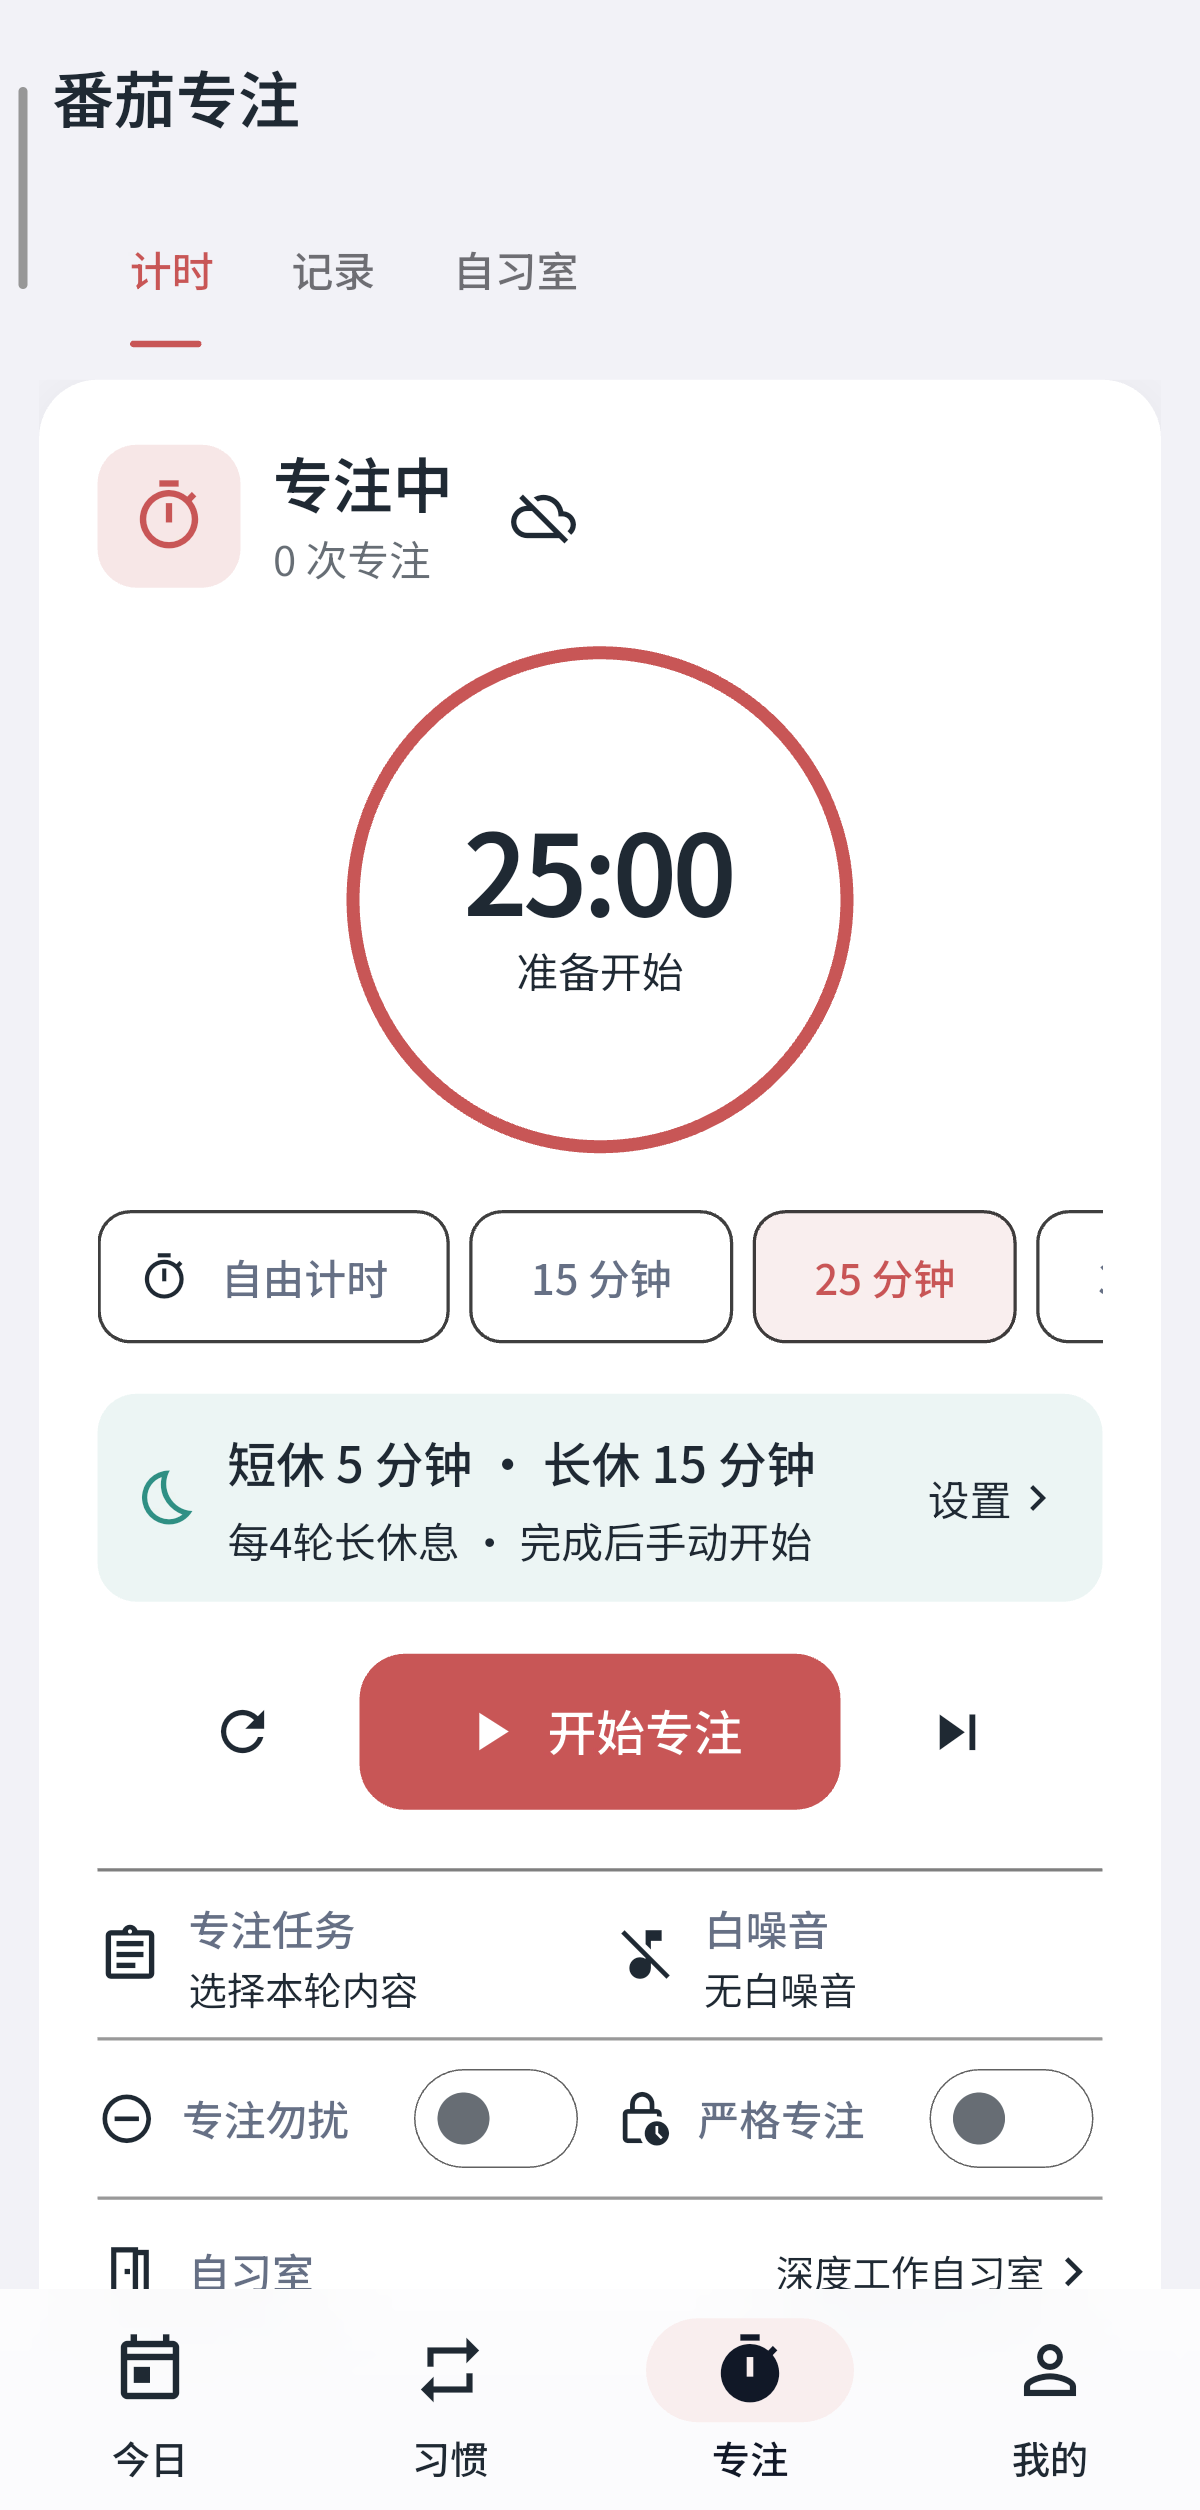 番茄专注
计时
记录
自习室
专注中
0 次专注
25:00
准备开始
自由计时
15 分钟
25 分钟
短休 5 分钟 · 长休 15 分钟
每4轮长休息 · 完成后手动开始
设置
开始专注
专注任务
选择本轮内容
白噪音
无白噪音
专注勿扰
严格专注
自习室
深度工作自习室
今日
习惯
专注
我的